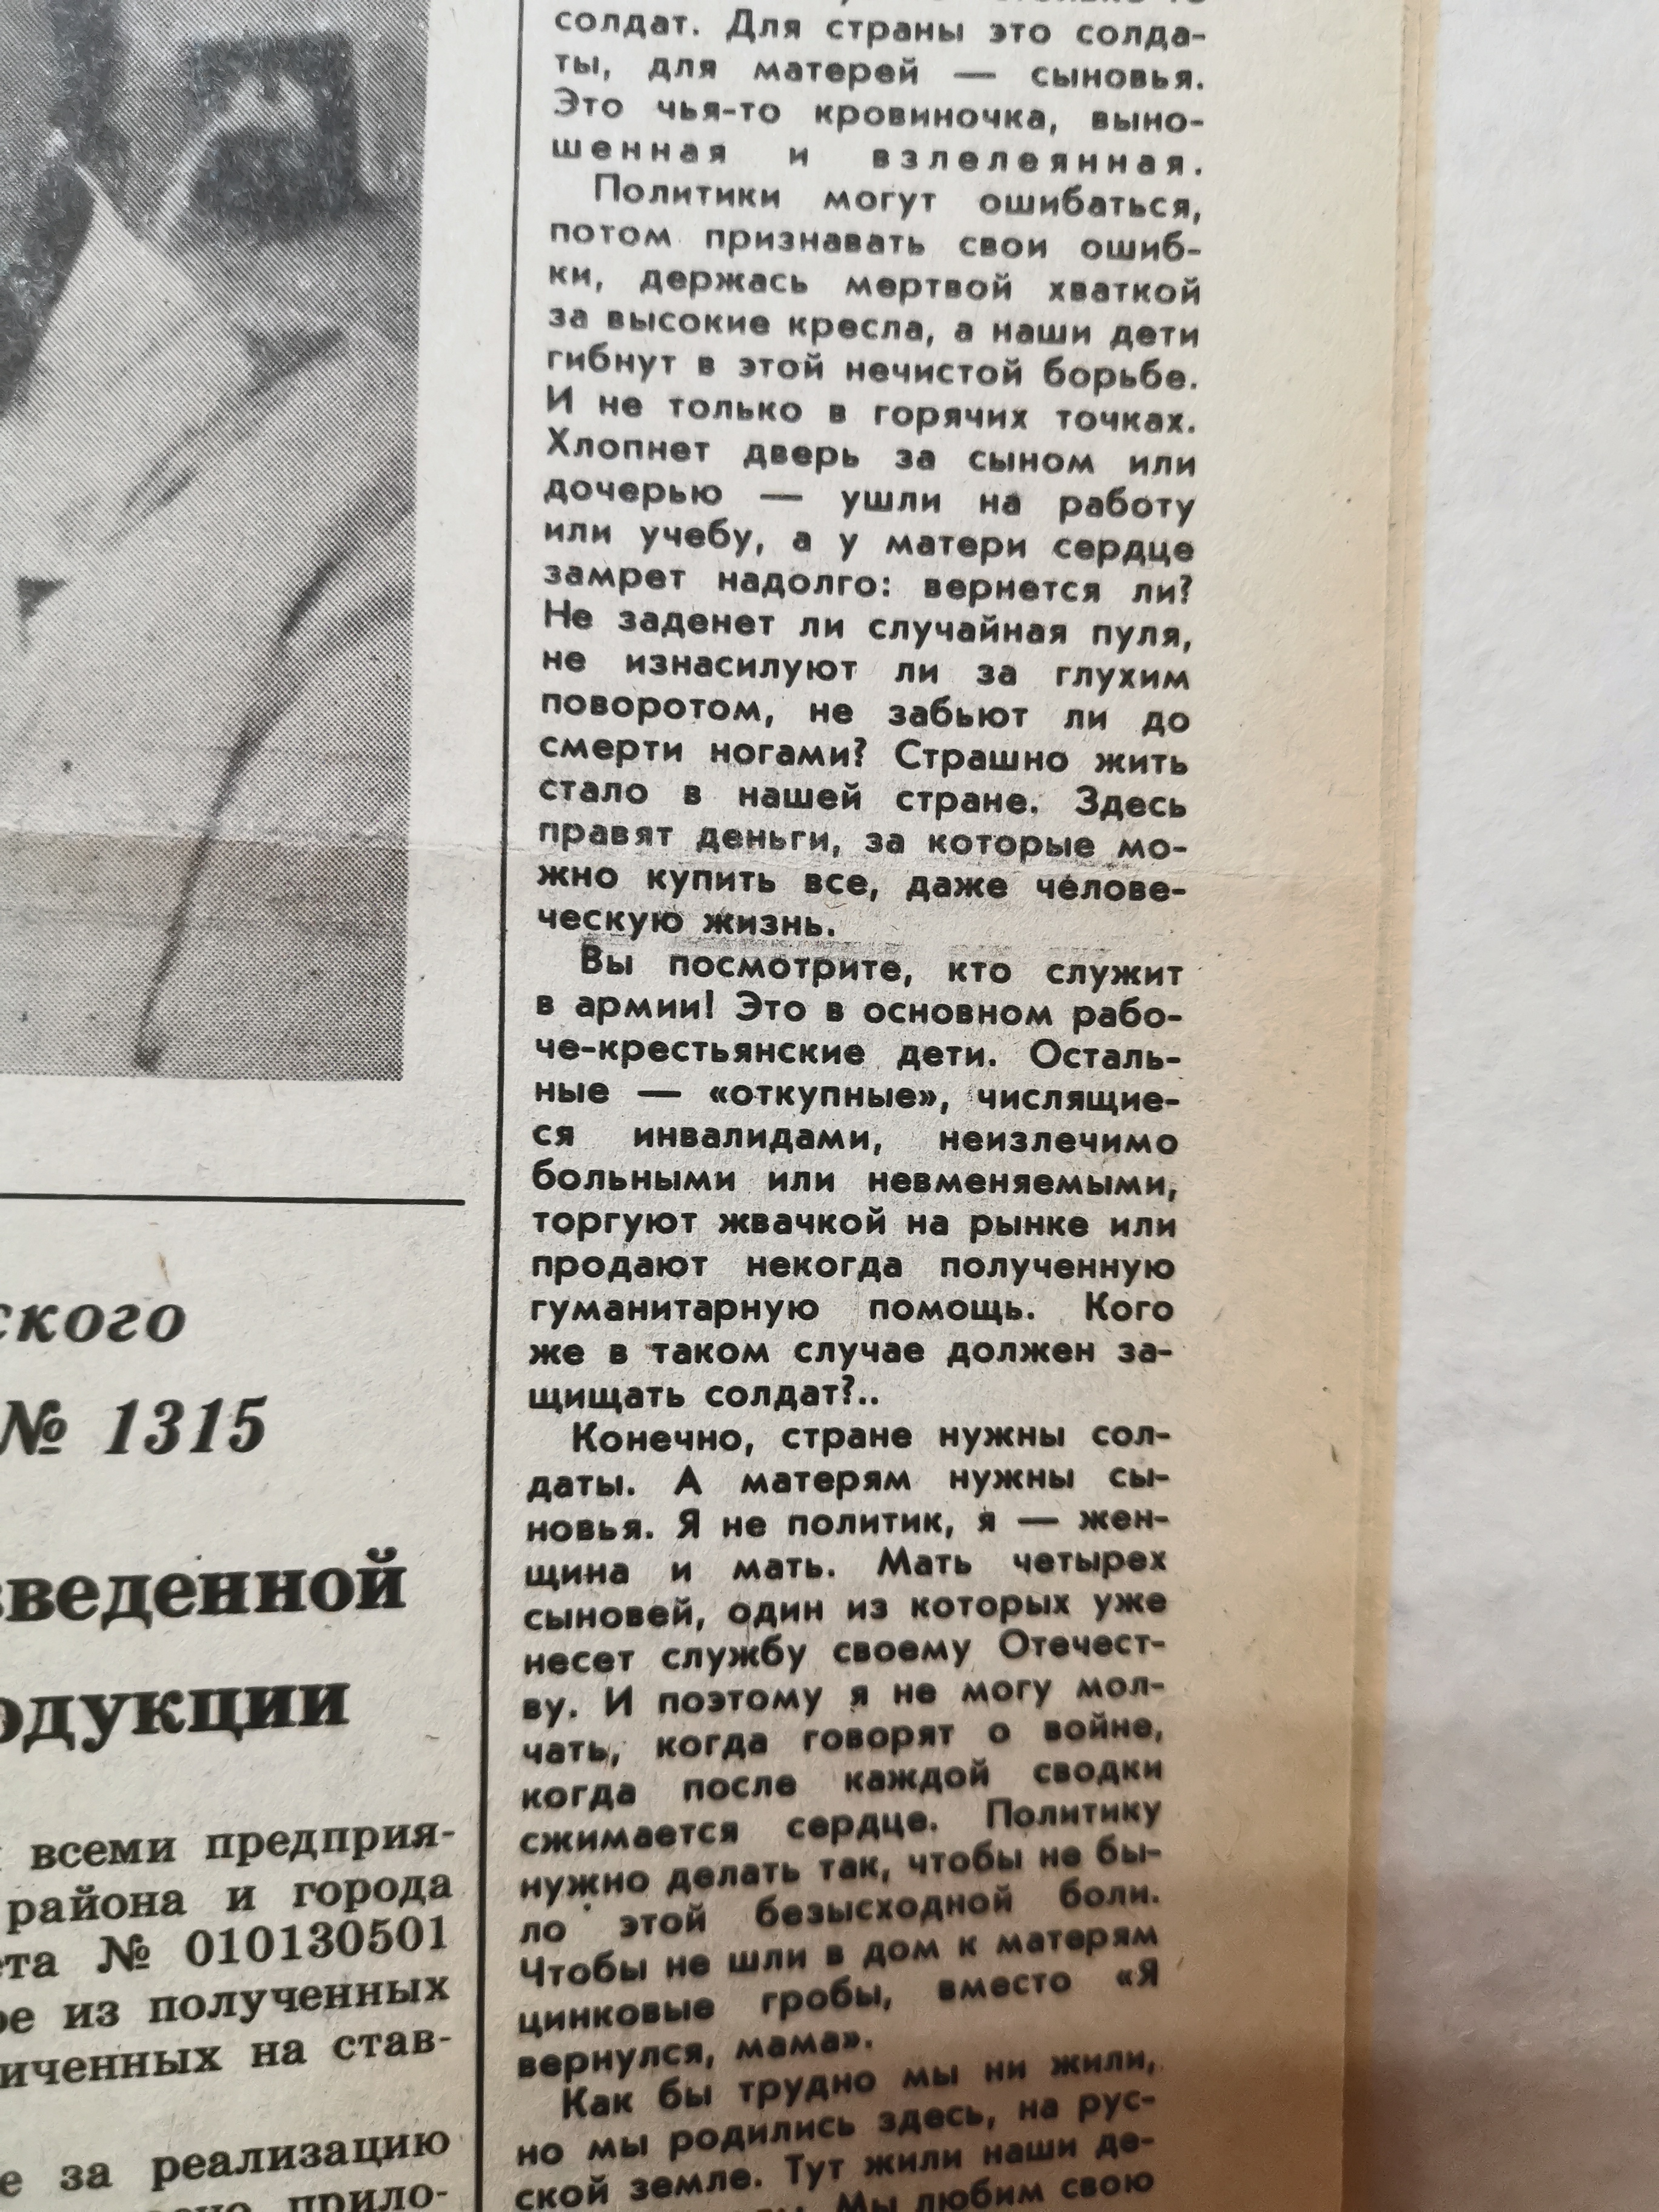 солдат. Для страны это солда-
ты, для матерей — сыновья.
Это чья-то кровиночка, выно-
шенная и взлелеянная.
Политики могут ошибаться,
потом признавать свои ошиб-
ки, держась мертвой хваткой
за высокие кресла, а наши дети
гибнут в этой нечистой борьбе.
И не только в горячих точках.
Хлопнет дверь за сыном или
дочерью — ушли на работу
или учебу, а у матери сердце
замрет надолго: вернется ли?
Не заденет ли случайная пуля,
не изнасилуют ли за глухим
поворотом, не забьют ли до
смерти ногами? Страшно жить
стало в нашей стране. Здесь
правят деньги, за которые мо-
жно купить все, даже челове-
ческую жизнь.
Вы посмотрите, кто служит
в армии! Это в основном рабо-
че-крестьянские дети. Осталь-
ные — «откупные», числящие-
ся инвалидами, неизлечимо
больными или невменяемыми,
торгуют жвачкой на рынке или
продают некогда полученную
гуманитарную помощь. Кого
же в таком случае должен за-
щищать солдат?..
Конечно, стране нужны сол-
даты. А матерям нужны сы-
новья. Я не политик, я — жен-
щина и мать. Мать четырех
сыновей, один из которых уже
несет службу своему Отечест-
ву. И поэтому я не могу мол-
чать, когда говорят о войне,
когда после каждой сводки
сжимается сердце. Политику
нужно делать так, чтобы не бы-
ло этой безысходной боли.
Чтобы не шли в дом к матерям
цинковые гробы, вместо «Я
вернулся, мама».
Как бы трудно мы ни жили,
но мы родились здесь, на рус-
ской земле. Тут жили наши де-
Мы любим свою
ского
№ 1315
зведенной
одукции
всеми предприя-
района и города
ета № 010130501
ое из полученных
иченных на став-
е за реализацию
прило-